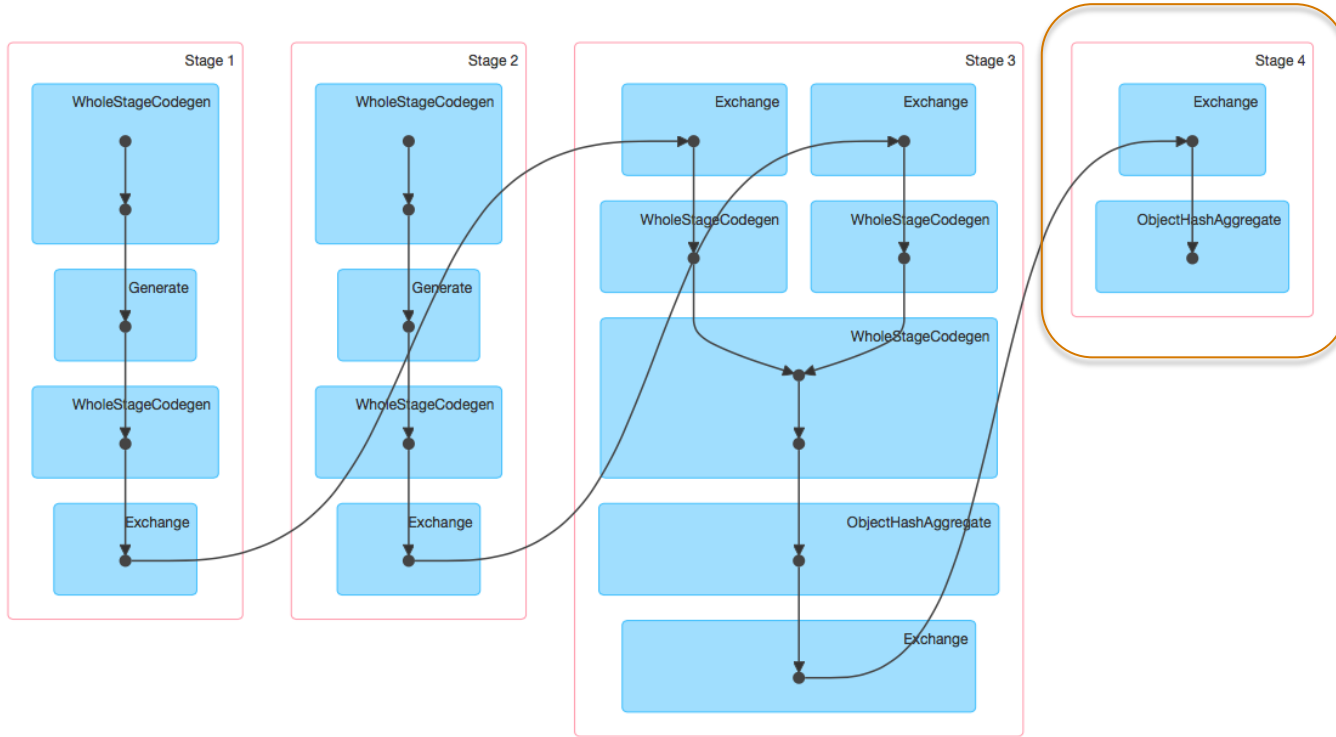 Stage 1
WholeStageCodegen
Generate
WholeStageCodegen
Exchange
Stage 2
WholeStageCodegen
Generate
WholeStageCodegen
Exchange
Stage 3
Exchange
Exchange
WholeStageCodegen
WholeStageCodegen
WholeStageCodegen
ObjectHashAggregate
Exchange
Stage 4
Exchange
ObjectHashAggregate